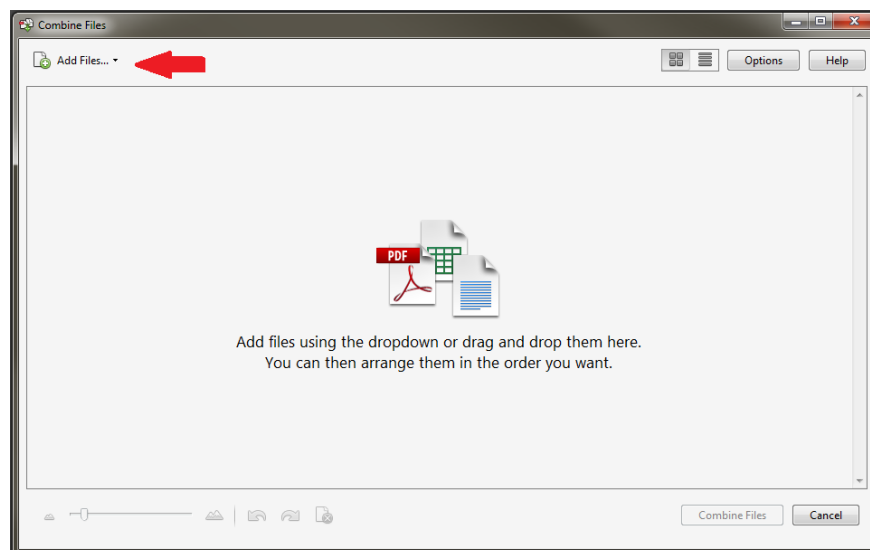 Combine Files
Add Files...
Options
Help
PDF
Add files using the dropdown or drag and drop them here.
You can then arrange them in the order you want.
Combine Files
Cancel